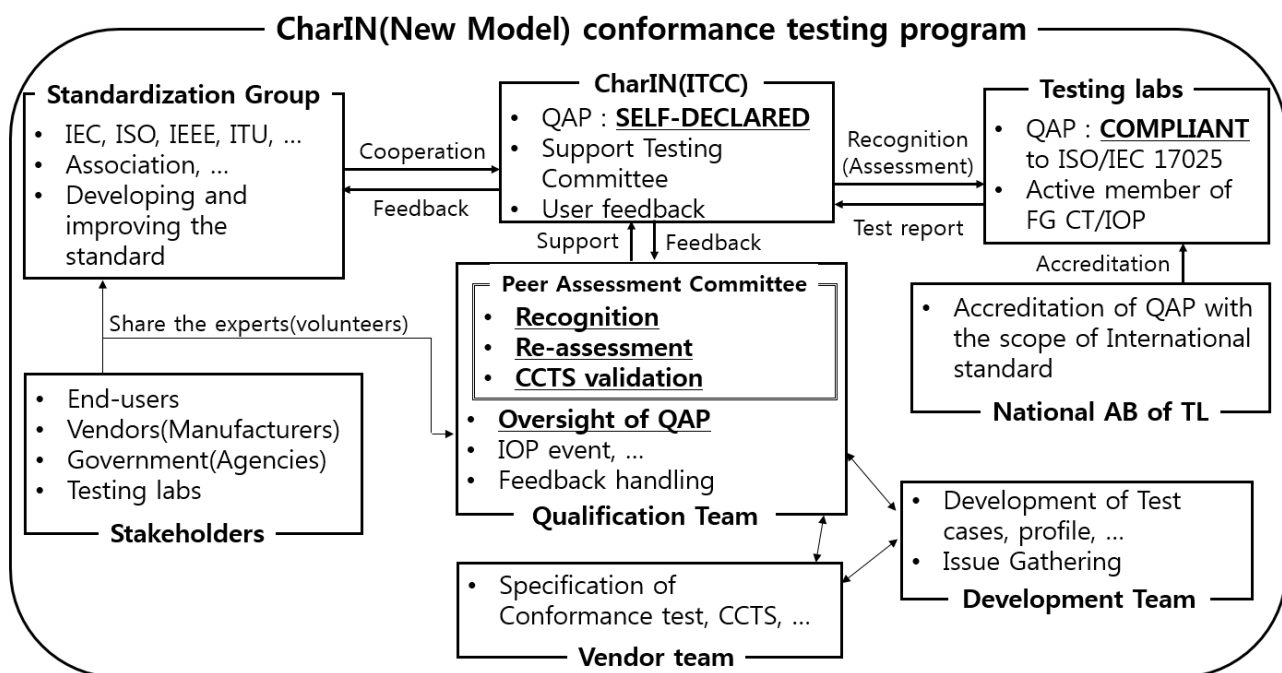 CharIN(New Model) conformance testing program
Standardization Group
• IEC, ISO, IEEE, ITU, ...
• Association, ...
• Developing and
improving the
standard
Cooperation
Feedback
CharIN(ITCC)
• QAP : SELF-DECLARED
• Support Testing
Committee
• User feedback
Recognition
(Assessment)
Test report
Testing labs
• QAP : COMPLIANT
to ISO/IEC 17025
• Active member of
FG CT/IOP
Support
Feedback
Accreditation
Peer Assessment Committee
• Recognition
• Re-assessment
• CCTS validation
• Oversight of QAP
• IOP event, ...
• Feedback handling
Qualification Team
• Accreditation of QAP with
the scope of International
standard
National AB of TL
Share the experts(volunteers)
• End-users
• Vendors(Manufacturers)
• Government(Agencies)
• Testing labs
Stakeholders
• Development of Test
cases, profile, ...
• Issue Gathering
Development Team
• Specification of
Conformance test, CCTS, ...
Vendor team